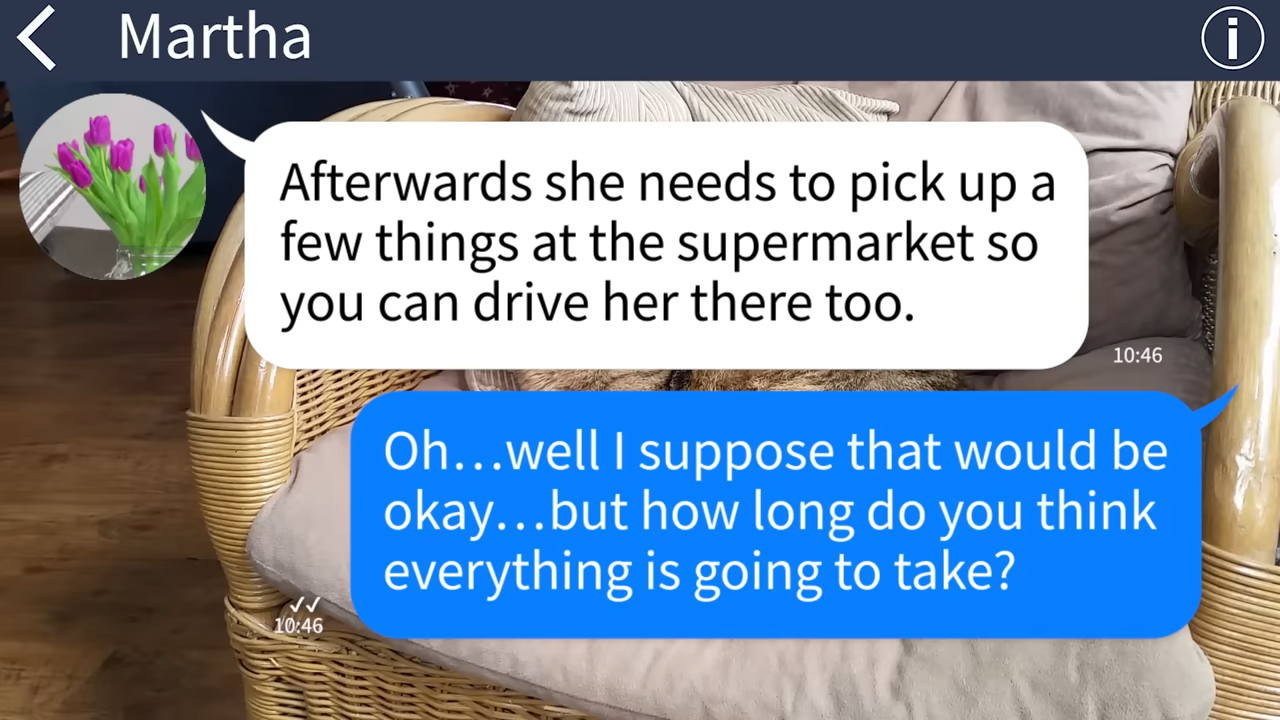 Martha
Afterwards she needs to pick up a
few things at the supermarket so
you can drive her there too.
10:46
Oh…well I suppose that would be
okay…but how long do you think
everything is going to take?
10:46